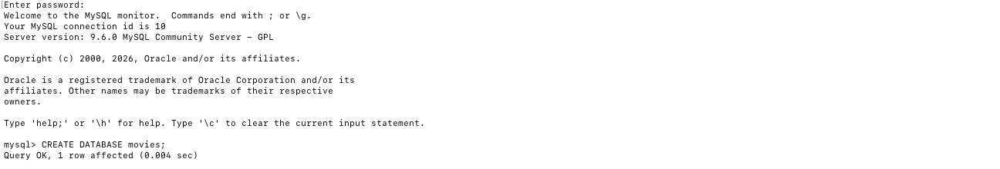 Enter password:
Welcome to the MySQL monitor.  Commands end with ; or \g.
Your MySQL connection id is 10
Server version: 9.6.0 MySQL Community Server – GPL
Copyright (c) 2000, 2026, Oracle and/or its affiliates.
Oracle is a registered trademark of Oracle Corporation and/or its
affiliates. Other names may be trademarks of their respective
owners.
Type 'help;' or '\h' for help. Type '\c' to clear the current input statement.
mysql> CREATE DATABASE movies;
Query OK, 1 row affected (0.004 sec)